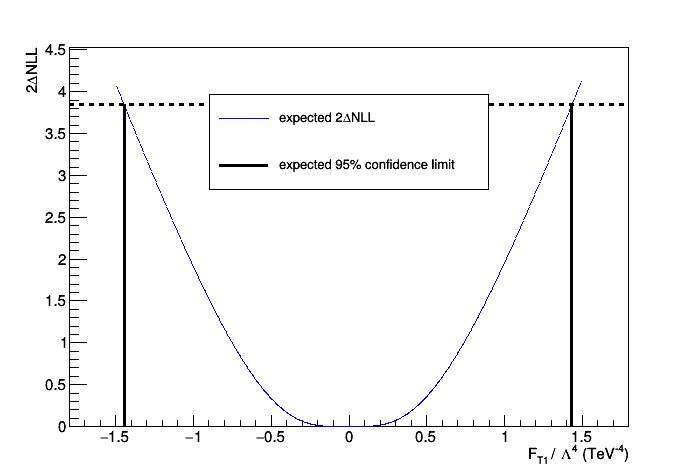 2ΔNLL
4.5
4
3.5
3
2.5
2
1.5
1
0.5
0
expected 2ΔNLL
expected 95% confidence limit
−1.5 −1 −0.5 0 0.5 1 1.5
F_T1 / Λ^4 (TeV^-4)